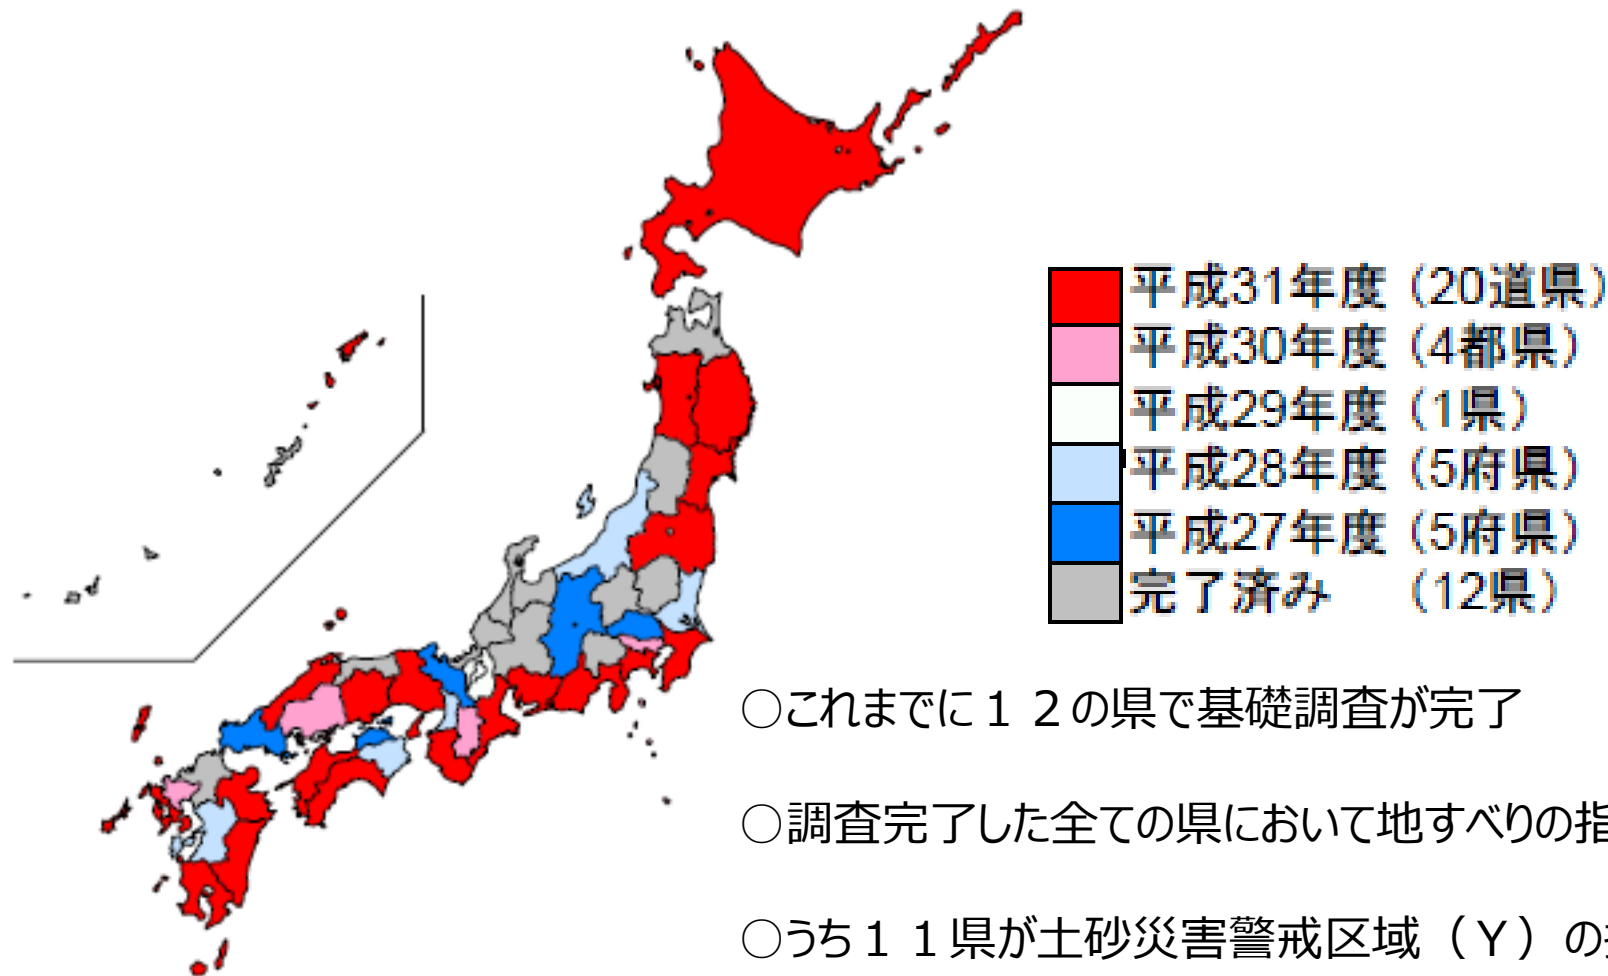 平成31年度（20道県）
平成30年度（4都県）
平成29年度（1県）
平成28年度（5府県）
平成27年度（5府県）
完了済み　　（12県）
○これまでに１２の県で基礎調査が完了
○調査完了した全ての県において地すべりの指
○うち１１県が土砂災害警戒区域（Ｙ）の